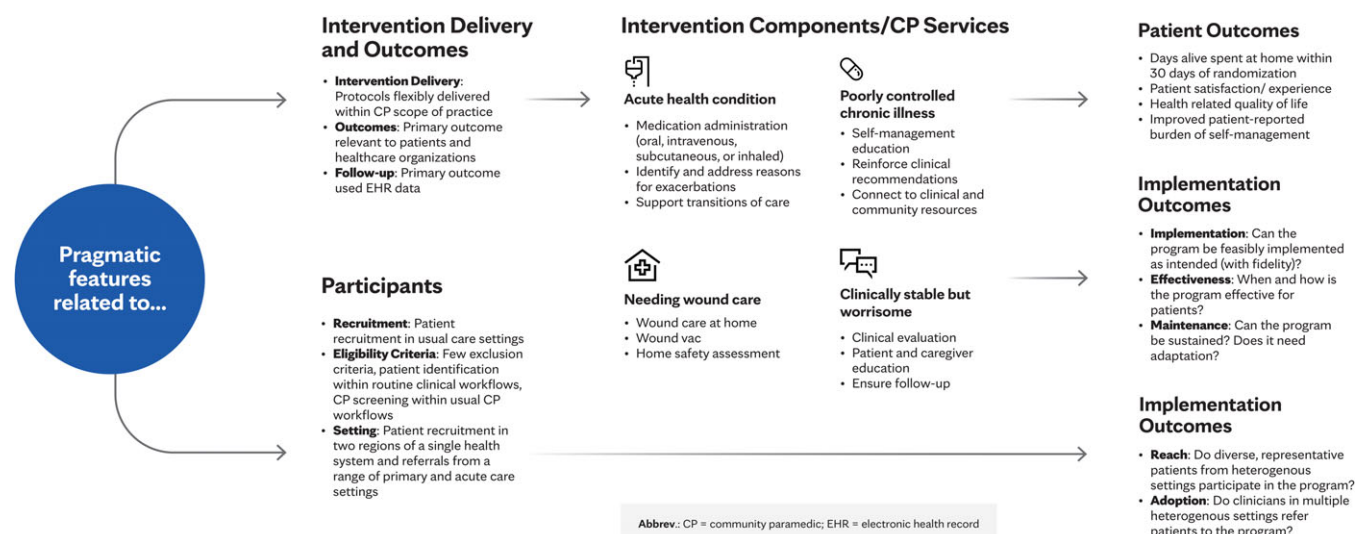 Pragmatic
features
related to...
Intervention Delivery
and Outcomes
• Intervention Delivery:
Protocols flexibly delivered
within CP scope of practice
• Outcomes: Primary outcome
relevant to patients and
healthcare organizations
• Follow-up: Primary outcome
used EHR data
Participants
• Recruitment: Patient
recruitment in usual care settings
• Eligibility Criteria: Few exclusion
criteria, patient identification
within routine clinical workflows,
CP screening within usual CP
workflows
• Setting: Patient recruitment in
two regions of a single health
system and referrals from a
range of primary and acute care
settings
Intervention Components/CP Services
Acute health condition
• Medication administration
(oral, intravenous,
subcutaneous, or inhaled)
• Identify and address reasons
for exacerbations
• Support transitions of care
Poorly controlled
chronic illness
• Self-management
education
• Reinforce clinical
recommendations
• Connect to clinical and
community resources
Needing wound care
• Wound care at home
• Wound vac
• Home safety assessment
Clinically stable but
worrisome
• Clinical evaluation
• Patient and caregiver
education
• Ensure follow-up
Patient Outcomes
• Days alive spent at home within
30 days of randomization
• Patient satisfaction/ experience
• Health related quality of life
• Improved patient-reported
burden of self-management
Implementation
Outcomes
• Implementation: Can the
program be feasibly implemented
as intended (with fidelity)?
• Effectiveness: When and how is
the program effective for
patients?
• Maintenance: Can the program
be sustained? Does it need
adaptation?
Implementation
Outcomes
• Reach: Do diverse, representative
patients from heterogenous
settings participate in the program?
• Adoption: Do clinicians in multiple
heterogenous settings refer
patients to the program?
Abbrev.: CP = community paramedic; EHR = electronic health record